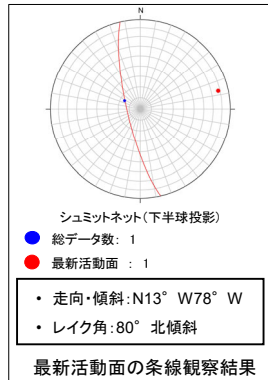 N
シュミットネット(下半球投影)
総データ数: 1
最新活動面 : 1
• 走向・傾斜:N13° W78° W
• レイク角:80° 北傾斜
最新活動面の条線観察結果